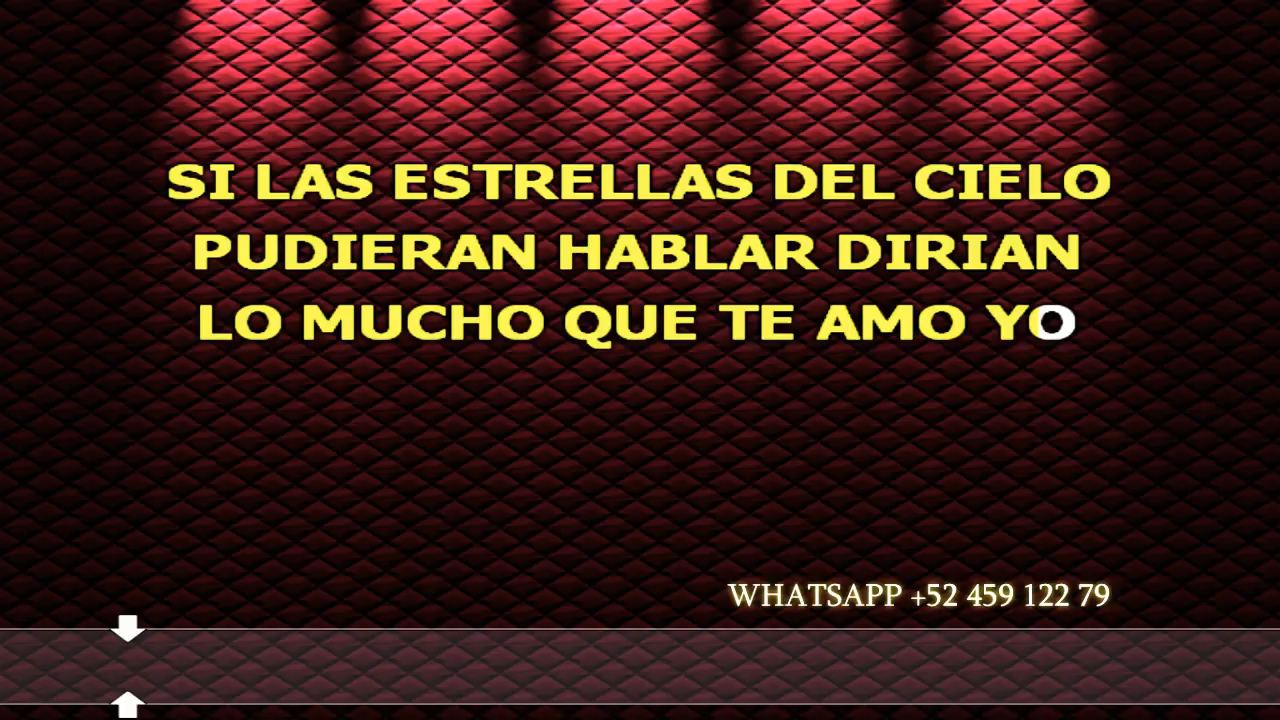 SI LAS ESTRELLAS DEL CIELO
PUDIERAN HABLAR DIRIAN
LO MUCHO QUE TE AMO YO
WHATSAPP +52 459 122 79